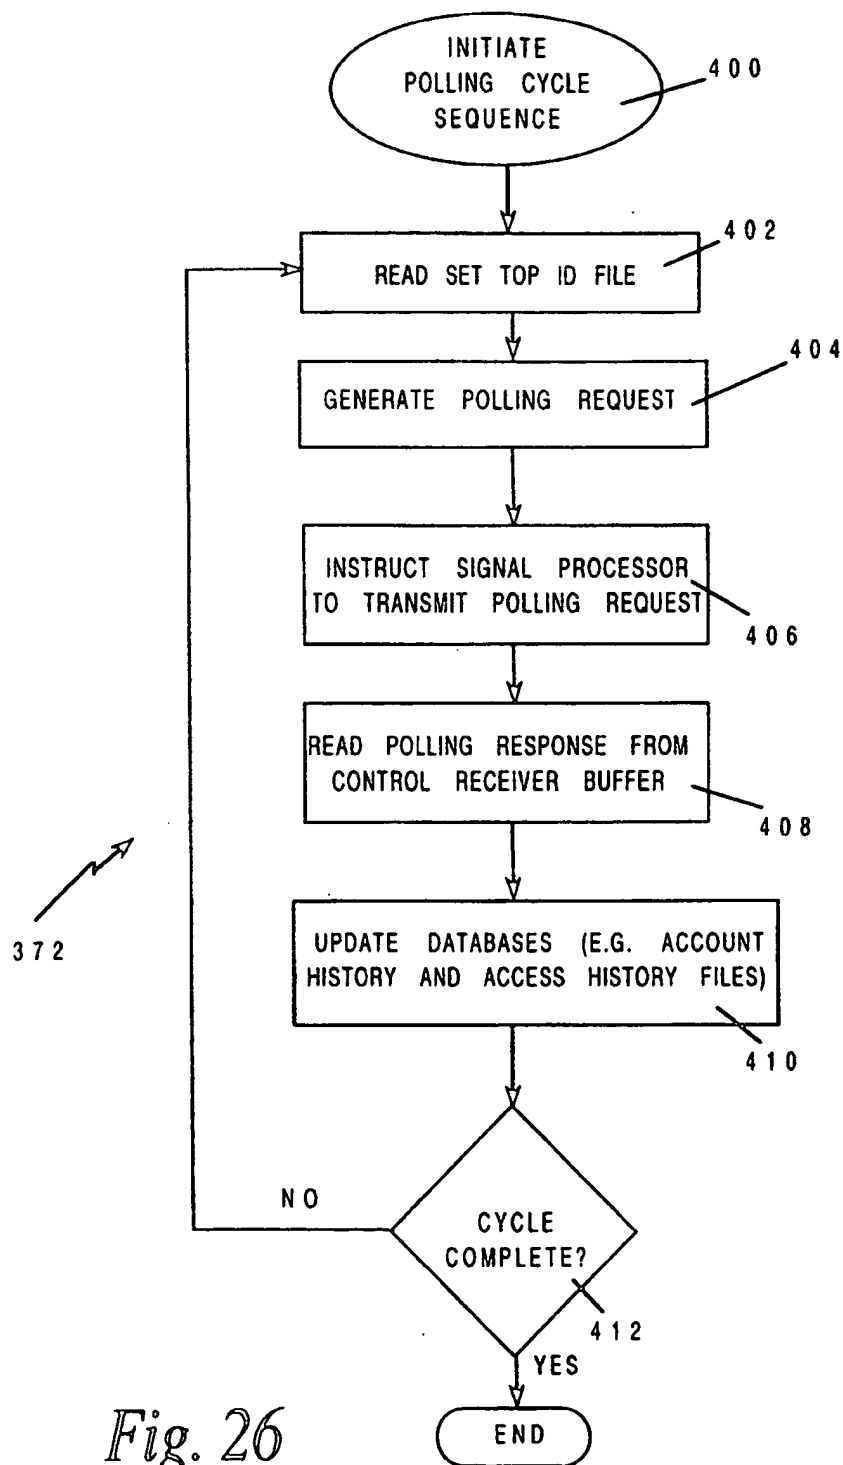 INITIATE
POLLING CYCLE
SEQUENCE
400
402
READ SET TOP ID FILE
404
GENERATE POLLING REQUEST
INSTRUCT SIGNAL PROCESSOR
TO TRANSMIT POLLING REQUEST
406
READ POLLING RESPONSE FROM
CONTROL RECEIVER BUFFER
408
372
UPDATE DATABASES (E.G. ACCOUNT
HISTORY AND ACCESS HISTORY FILES)
410
NO
CYCLE
COMPLETE?
412
YES
END
Fig. 26